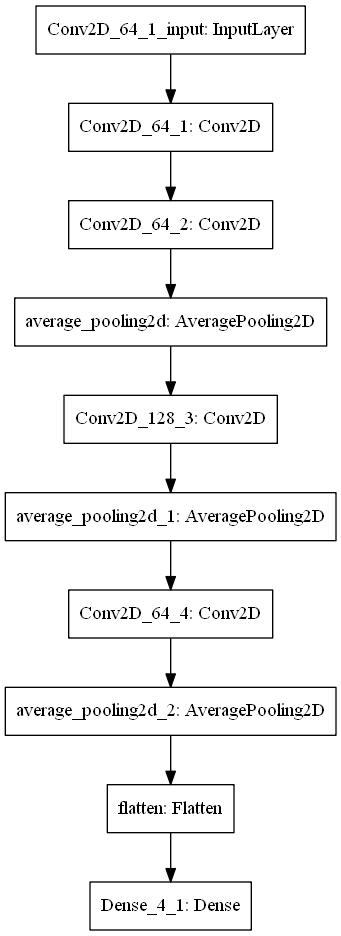 Conv2D_64_1_input: InputLayer
Conv2D_64_1: Conv2D
Conv2D_64_2: Conv2D
average_pooling2d: AveragePooling2D
Conv2D_128_3: Conv2D
average_pooling2d_1: AveragePooling2D
Conv2D_64_4: Conv2D
average_pooling2d_2: AveragePooling2D
flatten: Flatten
Dense_4_1: Dense